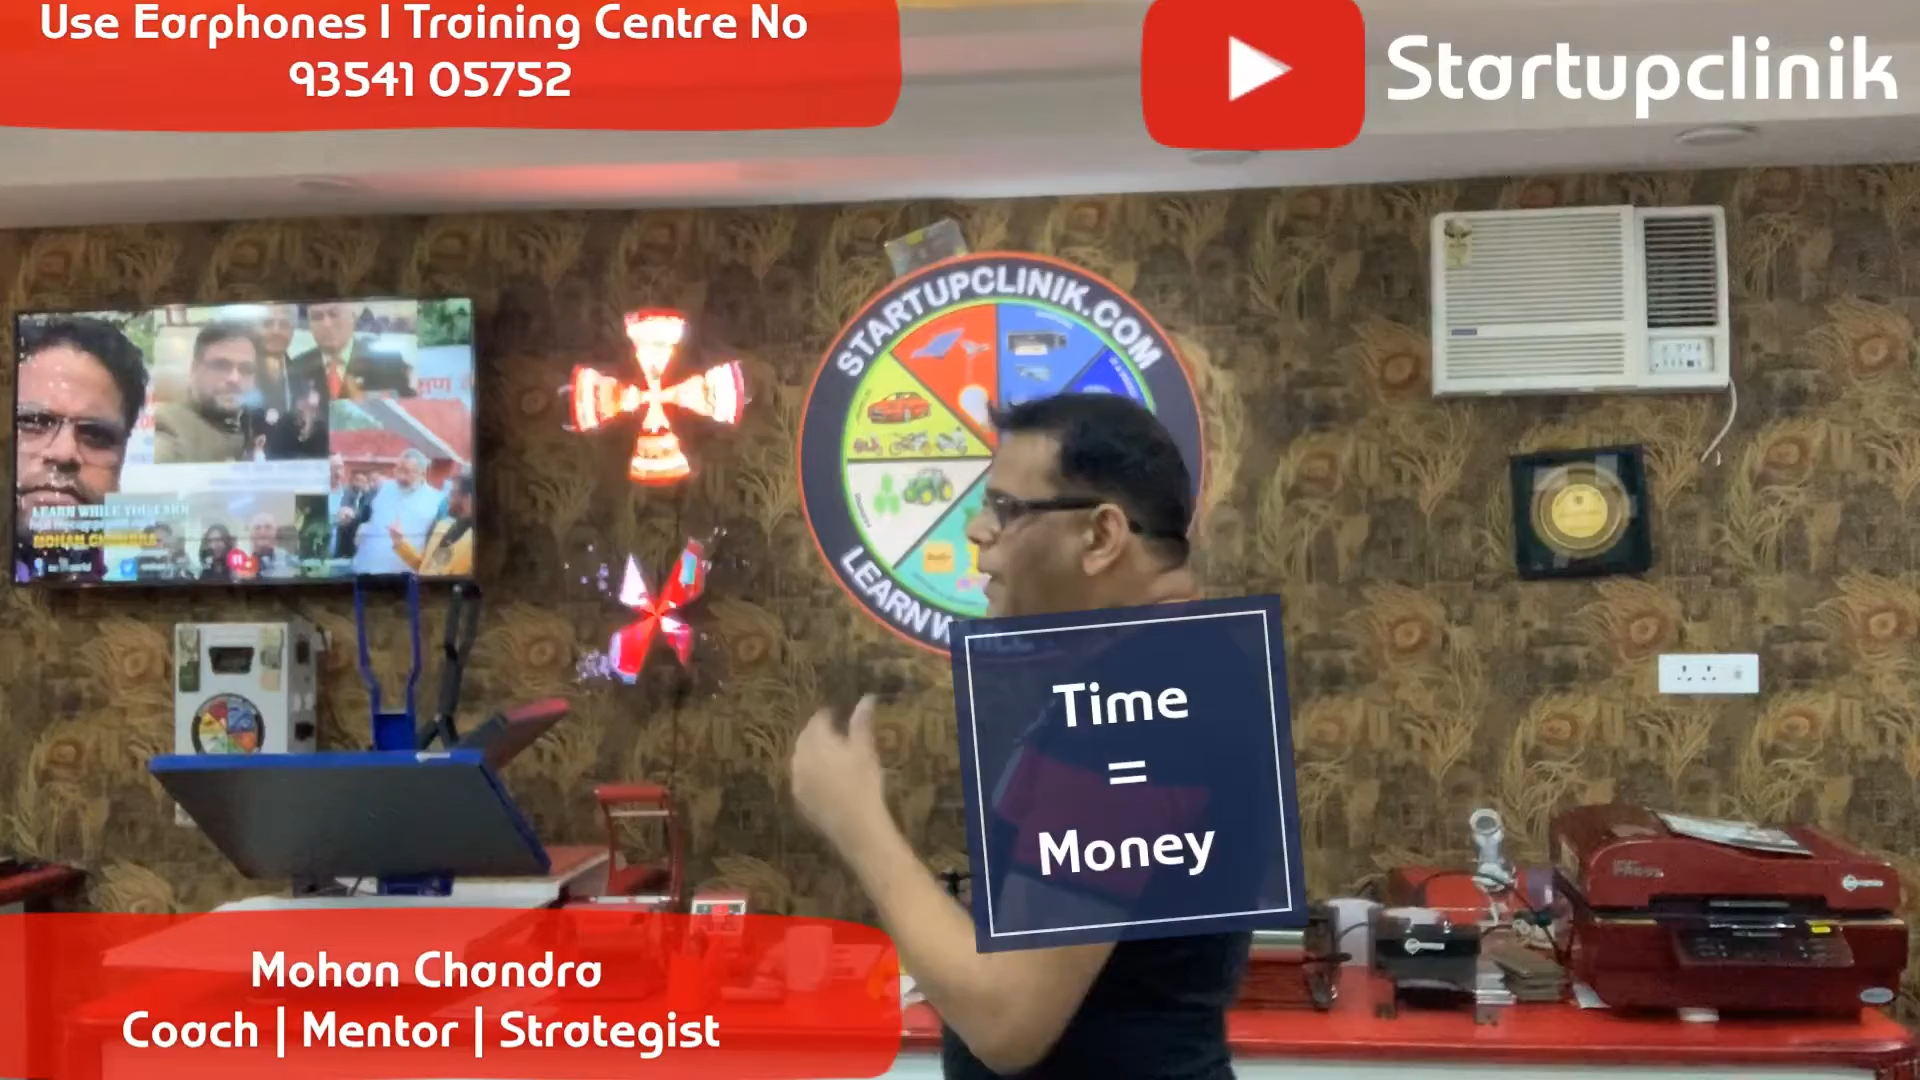 Use Earphones | Training Centre No
93541 05752
Startupclinik
STARTUPCLINIK.COM
LEARN W
LEARN WHILE YOU EARN
MOHAN CHANDRA
Time
=
Money
Mohan Chandra
Coach | Mentor | Strategist